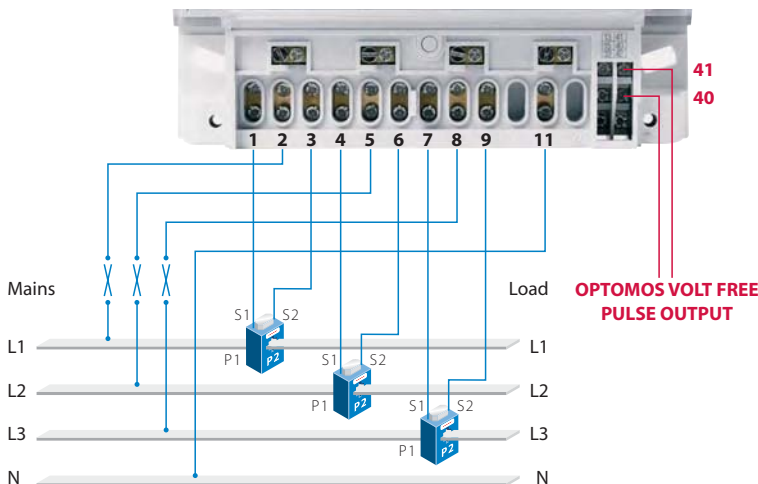 41
40
1 2 3 4 5 6 7 8 9 11
Mains
Load
OPTOMOS VOLT FREE
PULSE OUTPUT
S1 S2
L1
P1
P2
S1 S2
L1
L2
P1
P2
S1 S2
L2
L3
P1
P2
L3
N
N